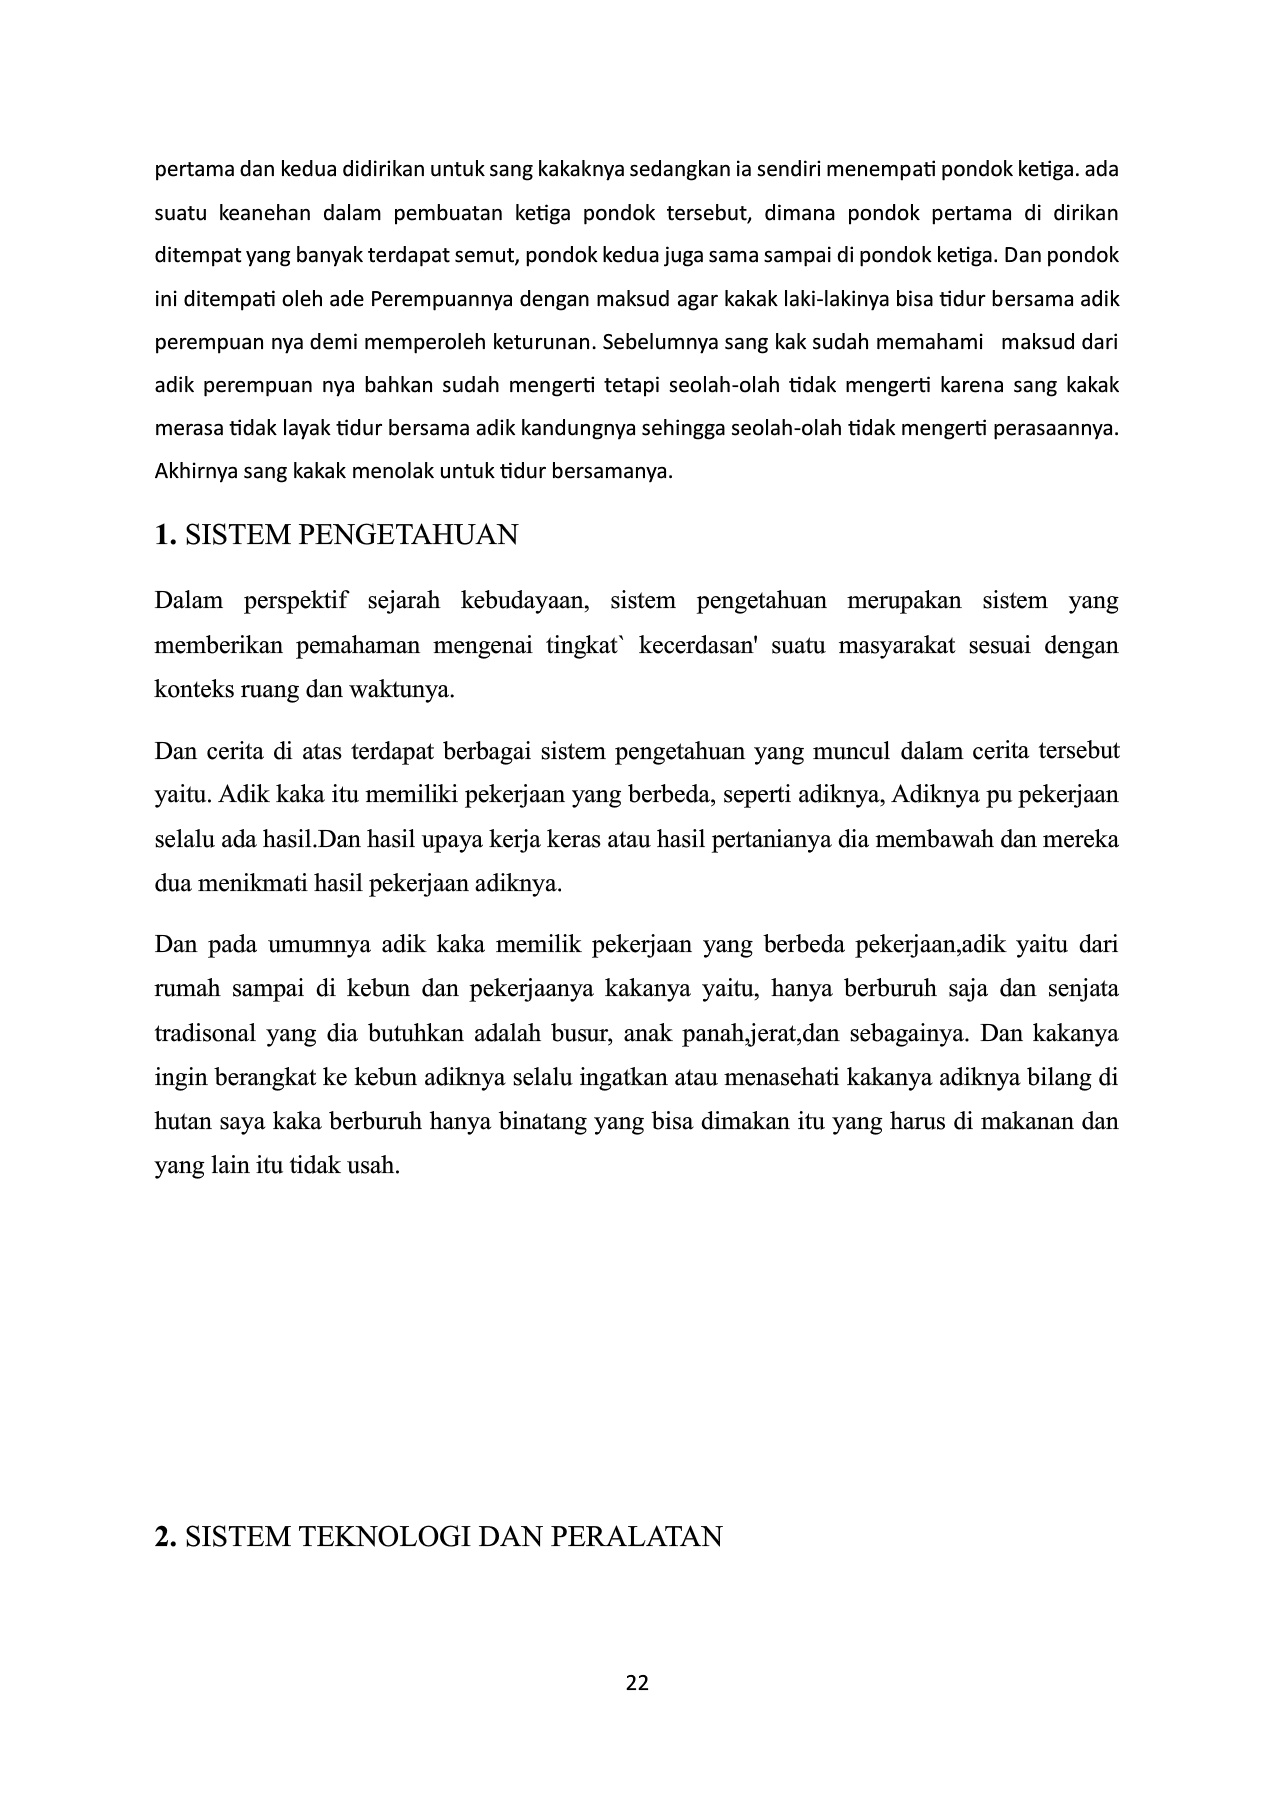 pertama dan kedua didirikan untuk sang kakaknya sedangkan ia sendiri menempati pondok ketiga. ada
suatu keanehan dalam pembuatan ketiga pondok tersebut, dimana pondok pertama di dirikan
ditempat yang banyak terdapat semut, pondok kedua juga sama sampai di pondok ketiga. Dan pondok
ini ditempati oleh ade Perempuannya dengan maksud agar kakak laki-lakinya bisa tidur bersama adik
perempuan nya demi memperoleh keturunan. Sebelumnya sang kak sudah memahami maksud dari
adik perempuan nya bahkan sudah mengerti tetapi seolah-olah tidak mengerti karena sang kakak
merasa tidak layak tidur bersama adik kandungnya sehingga seolah-olah tidak mengerti perasaannya.
Akhirnya sang kakak menolak untuk tidur bersamanya.
1. SISTEM PENGETAHUAN
Dalam perspektif sejarah kebudayaan, sistem pengetahuan merupakan sistem yang
memberikan pemahaman mengenai tingkat` kecerdasan' suatu masyarakat sesuai dengan
konteks ruang dan waktunya.
Dan cerita di atas terdapat berbagai sistem pengetahuan yang muncul dalam cerita tersebut
yaitu. Adik kaka itu memiliki pekerjaan yang berbeda, seperti adiknya, Adiknya pu pekerjaan
selalu ada hasil.Dan hasil upaya kerja keras atau hasil pertanianya dia membawah dan mereka
dua menikmati hasil pekerjaan adiknya.
Dan pada umumnya adik kaka memilik pekerjaan yang berbeda pekerjaan,adik yaitu dari
rumah sampai di kebun dan pekerjaanya kakanya yaitu, hanya berburuh saja dan senjata
tradisonal yang dia butuhkan adalah busur, anak panah,jerat,dan sebagainya. Dan kakanya
ingin berangkat ke kebun adiknya selalu ingatkan atau menasehati kakanya adiknya bilang di
hutan saya kaka berburuh hanya binatang yang bisa dimakan itu yang harus di makanan dan
yang lain itu tidak usah.
2. SISTEM TEKNOLOGI DAN PERALATAN
22